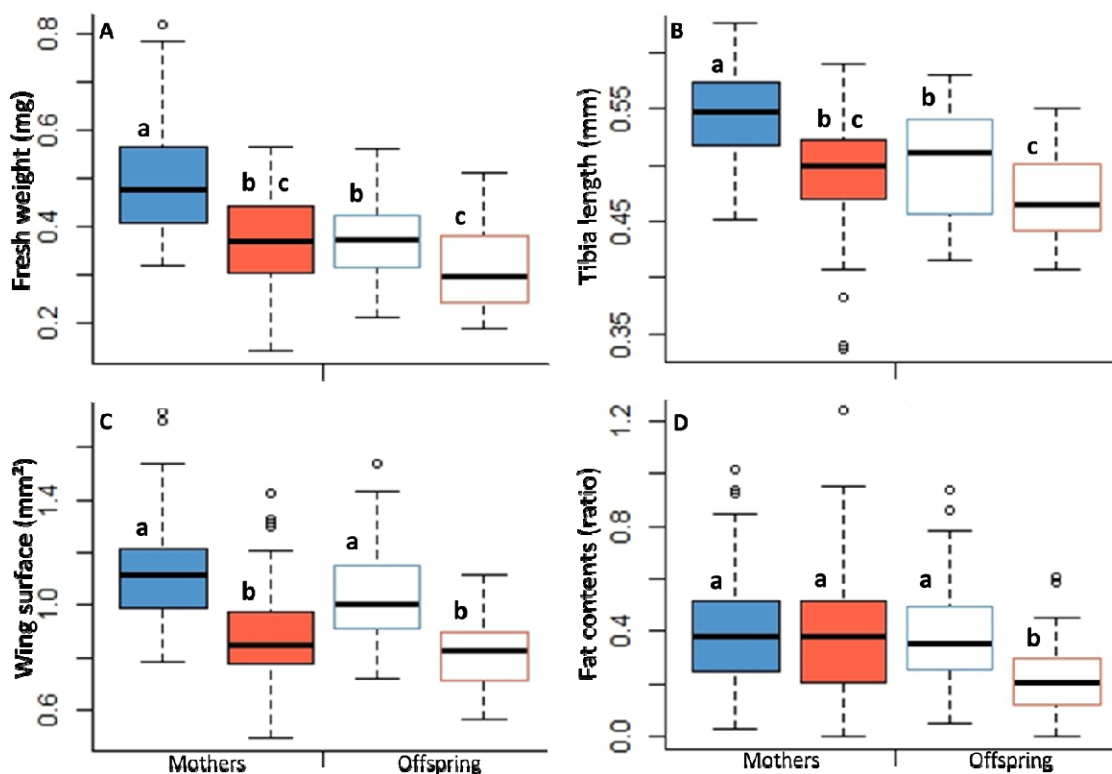 A
Fresh weight (mg)
0.8
0.6
0.4
0.2
a
b c
b
c
B
Tibia length (mm)
0.55
0.45
0.35
a
b c
b
c
C
Wing surface (mm²)
1.4
1.0
0.6
a
b
a
b
Mothers
Offspring
D
Fat contents (ratio)
1.2
0.8
0.4
0.0
a
a
a
b
Mothers
Offspring